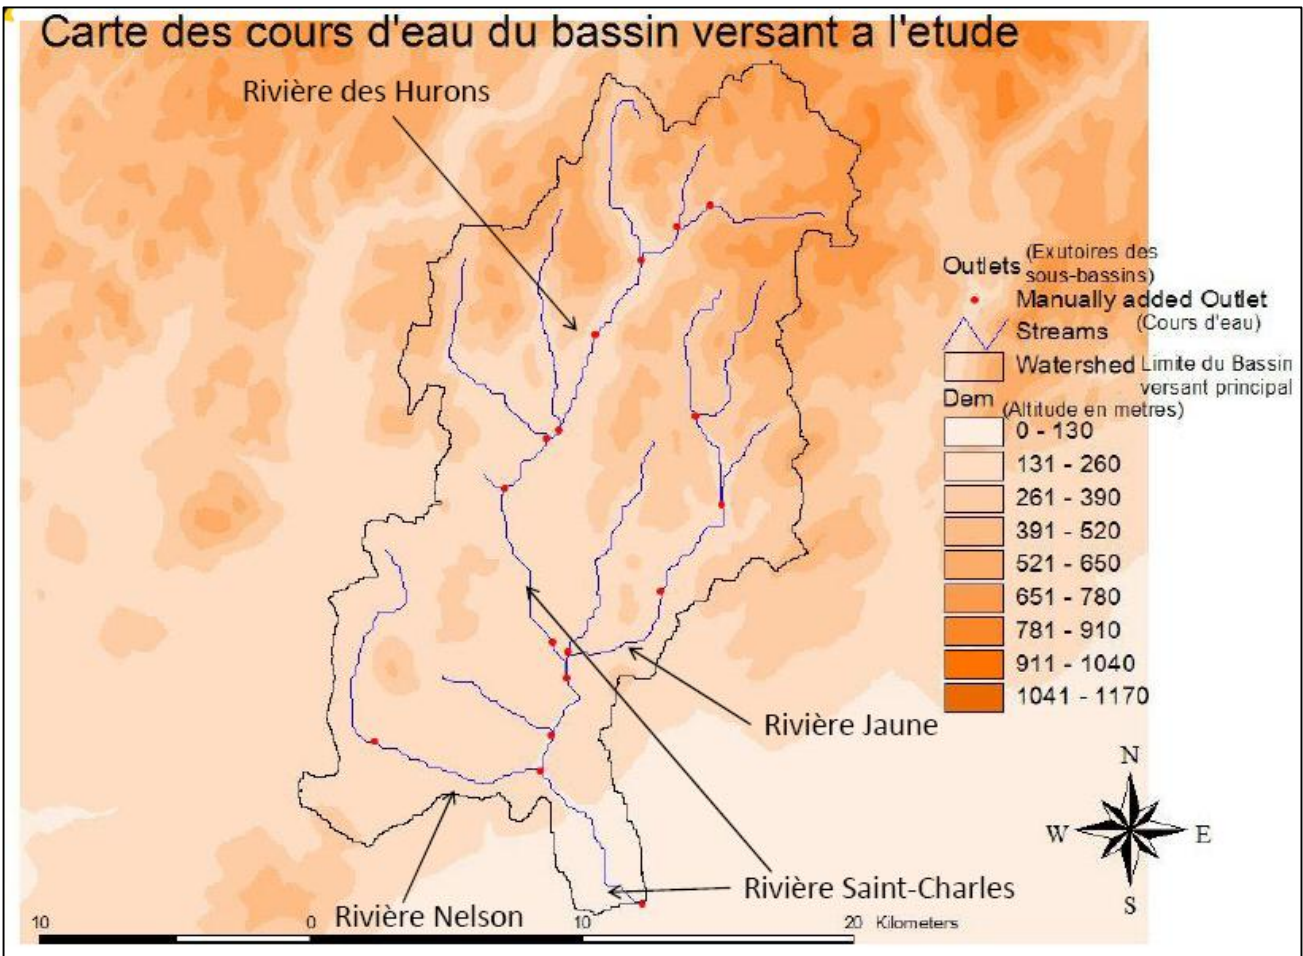 Carte des cours d'eau du bassin versant a l'etude
Rivière des Hurons
Outlets (Exutoires des
sous-bassins)
Manually added Outlet
Streams (Cours d'eau)
Watershed Limite du Bassin
versant principal
Dem (Altitude en metres)
0 - 130
131 - 260
261 - 390
391 - 520
521 - 650
651 - 780
781 - 910
911 - 1040
1041 - 1170
Rivière Jaune
N
W E
S
Rivière Saint-Charles
Rivière Nelson
10 0 10 20 Kilometers